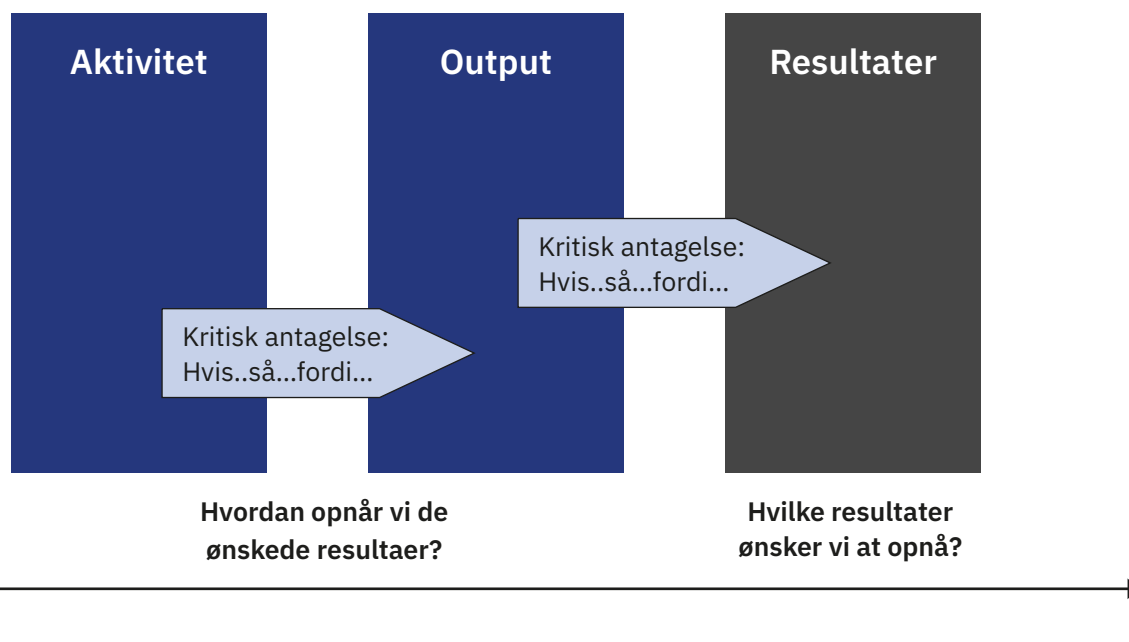 Aktivitet
Output
Resultater
Kritisk antagelse:
Hvis..så...fordi...
Kritisk antagelse:
Hvis..så...fordi...
Hvordan opnår vi de
ønskede resultaer?
Hvilke resultater
ønsker vi at opnå?